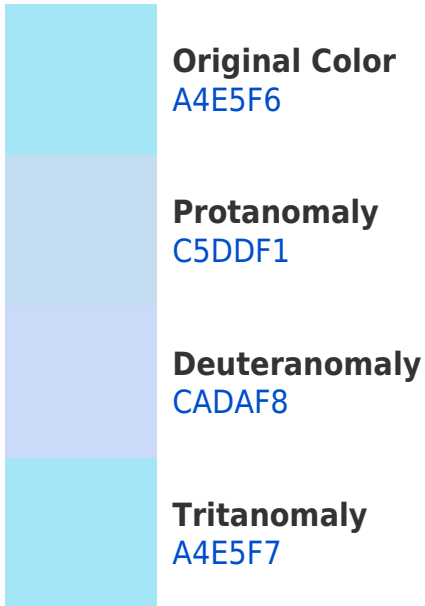 Original Color
A4E5F6
Protanomaly
C5DDF1
Deuteranomaly
CADAF8
Tritanomaly
A4E5F7